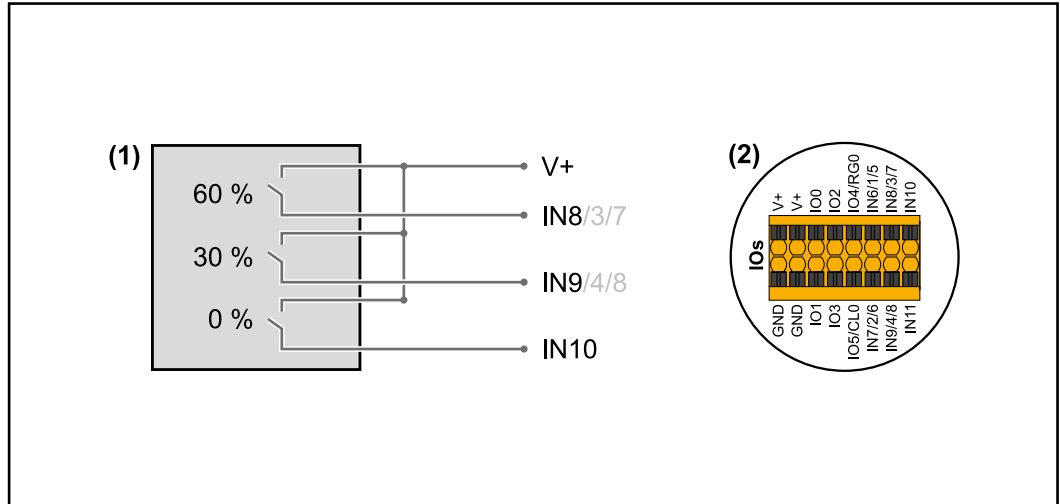 (1)
60 %
30 %
0 %
V+
IN8/3/7
IN9/4/8
IN10
(2)
IOs
V+
V+
IO0
IO2
IO4/RG0
IN6/1/5
IN8/3/7
IN10
GND
GND
IO1
IO3
IO5/CL0
IN7/2/6
IN9/4/8
IN11